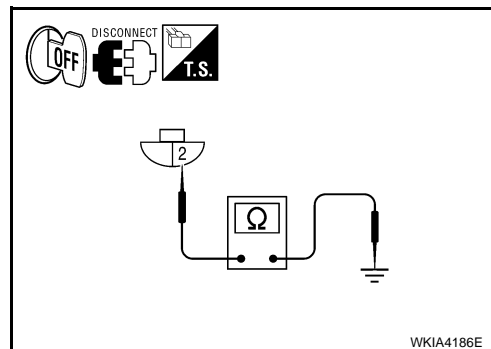 OFF
DISCONNECT
T.S.
2
Ω
WKIA4186E